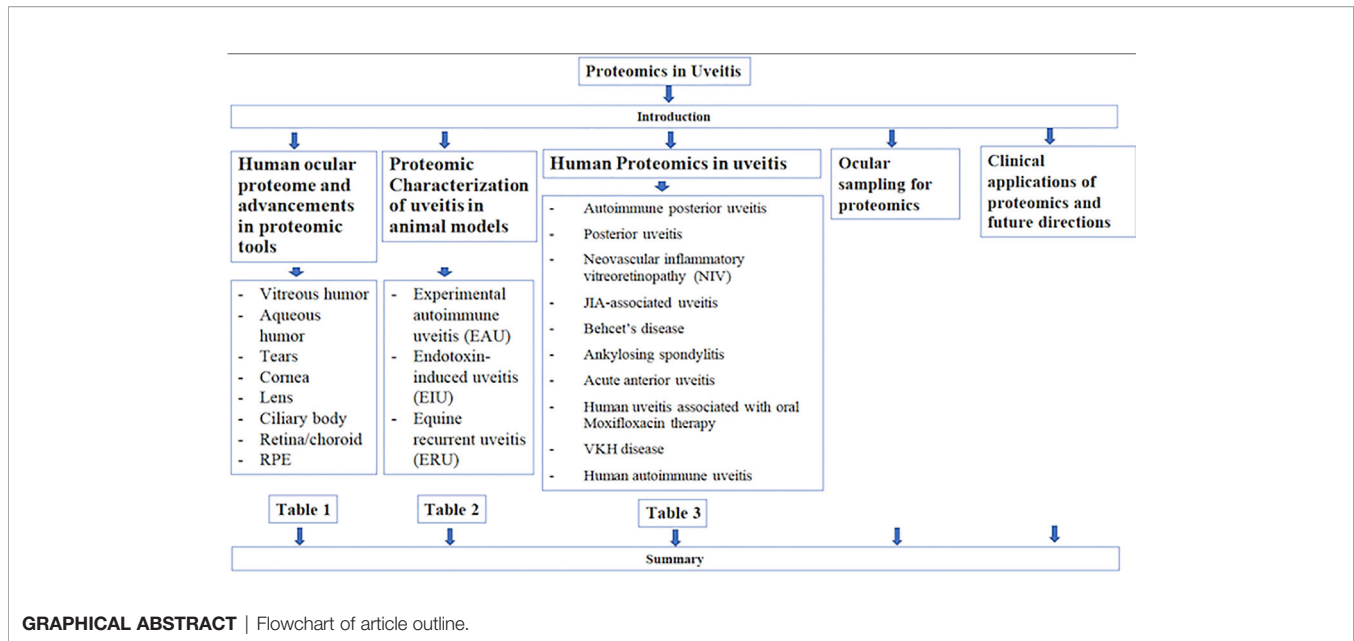 Proteomics in Uveitis
Introduction
Human ocular
proteome and
advancements
in proteomic
tools
- Vitreous humor
- Aqueous
humor
- Tears
- Cornea
- Lens
- Ciliary body
- Retina/choroid
- RPE
Table 1
Proteomic
Characterization
of uveitis in
animal models
- Experimental
autoimmune
uveitis (EAU)
- Endotoxin-
induced uveitis
(EIU)
- Equine
recurrent uveitis
(ERU)
Table 2
Human Proteomics in uveitis
- Autoimmune posterior uveitis
- Posterior uveitis
- Neovascular inflammatory
vitreoretinopathy (NIV)
- JIA-associated uveitis
- Behcet's disease
- Ankylosing spondylitis
- Acute anterior uveitis
- Human uveitis associated with oral
Moxifloxacin therapy
- VKH disease
- Human autoimmune uveitis
Table 3
Ocular
sampling for
proteomics
Clinical
applications of
proteomics and
future directions
Summary
GRAPHICAL ABSTRACT | Flowchart of article outline.